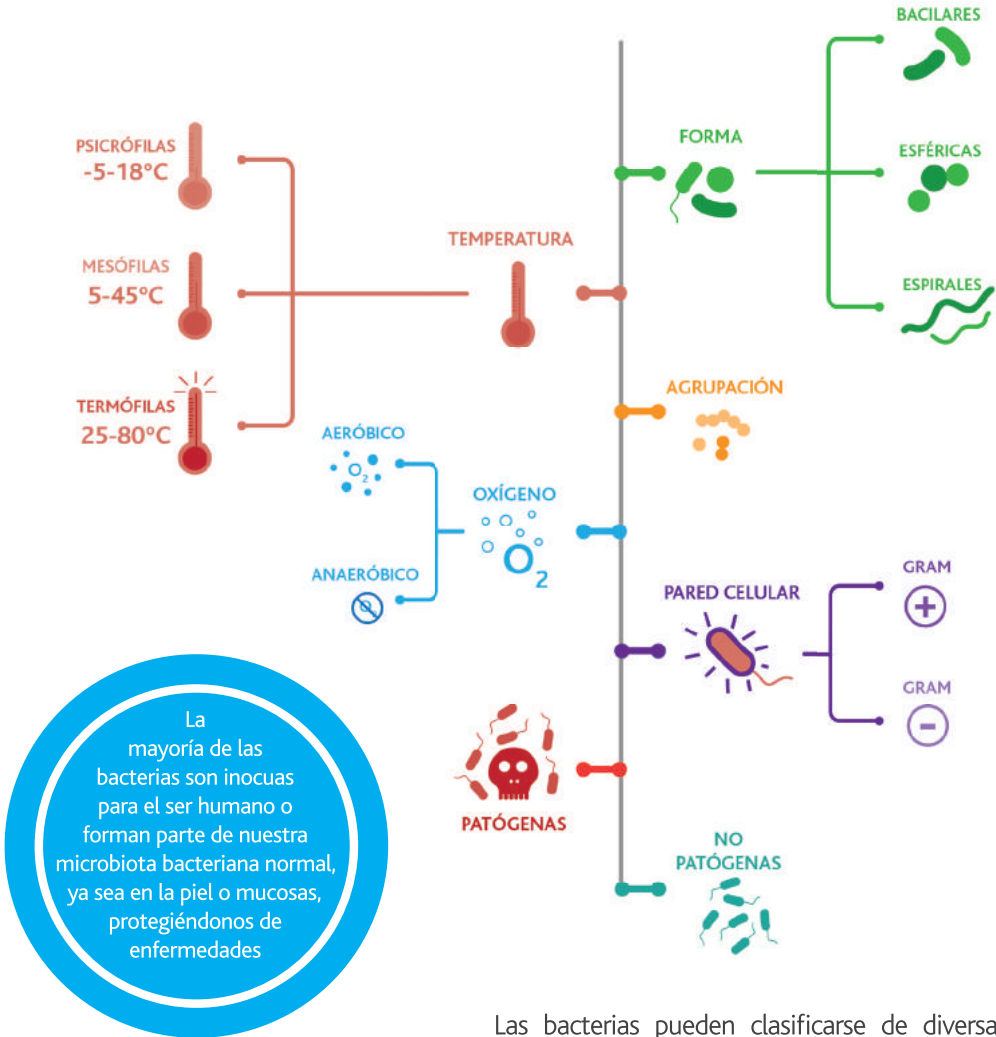 BACILARES
FORMA
ESFÉRICAS
ESPIRALES
PSICRÓFILAS
-5-18°C
MESÓFILAS
5-45°C
TERMÓFILAS
25-80°C
TEMPERATURA
AGRUPACIÓN
AERÓBICO
O2
OXÍGENO
O2
ANAERÓBICO
O2
PARED CELULAR
GRAM
+
GRAM
-
PATÓGENAS
NO
PATÓGENAS
La
mayoría de las
bacterias son inocuas
para el ser humano o
forman parte de nuestra
microbiota bacteriana normal,
ya sea en la piel o mucosas,
protegiéndonos de
enfermedades
Las bacterias pueden clasificarse de diversa